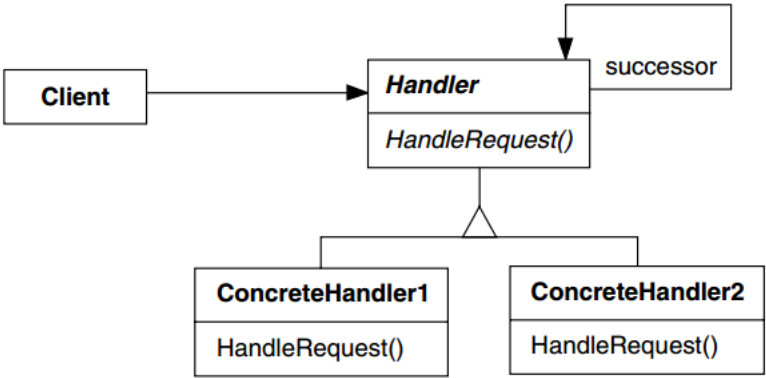 successor
Handler
Client
HandleRequest()
ConcreteHandler1
ConcreteHandler2
HandleRequest()
HandleRequest()